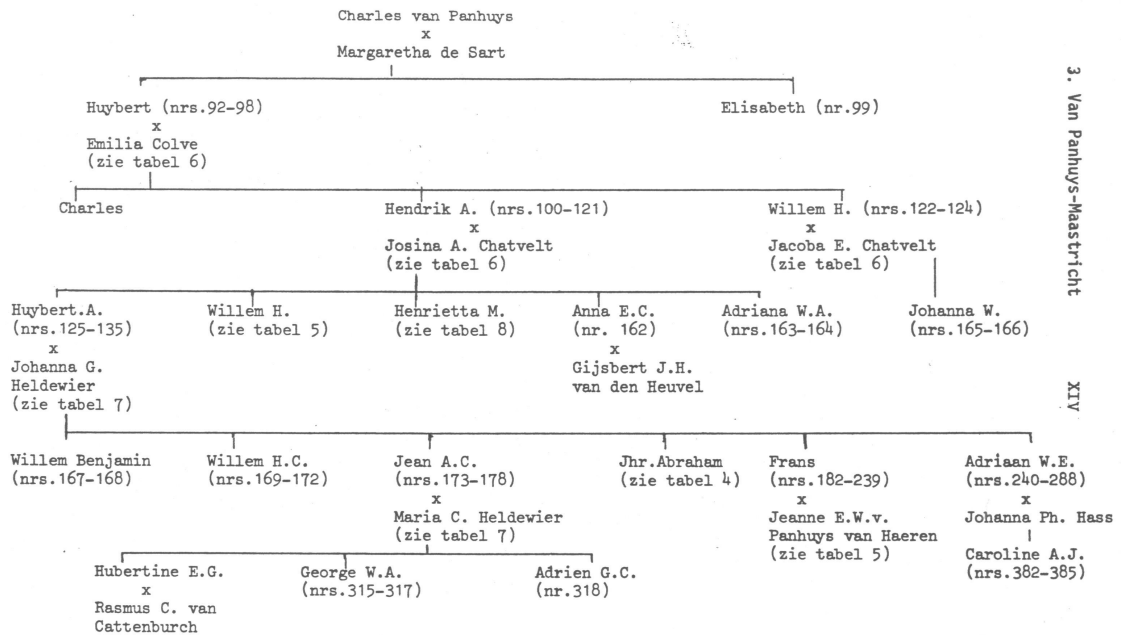 Charles van Panhuys
x
Margaretha de Sart
Huybert (nrs.92-98)
x
Emilia Colve
(zie tabel 6)
Elisabeth (nr.99)
Charles
Hendrik A. (nrs.100-121)
x
Josina A. Chatvelt
(zie tabel 6)
Willem H. (nrs.122-124)
x
Jacoba E. Chatvelt
(zie tabel 6)
Huybert.A.
(nrs.125-135)
x
Johanna G.
Heldewier
(zie tabel 7)
Willem H.
(zie tabel 5)
Henrietta M.
(zie tabel 8)
Anna E.C.
(nr. 162)
x
Gijsbert J.H.
van den Heuvel
Adriana W.A.
(nrs.163-164)
Johanna W.
(nrs.165-166)
Willem Benjamin
(nrs.167-168)
Willem H.C.
(nrs.169-172)
Jean A.C.
(nrs.173-178)
x
Maria C. Heldewier
(zie tabel 7)
Jhr.Abraham
(zie tabel 4)
Frans
(nrs.182-239)
x
Jeanne E.W.v.
Panhuys van Haeren
(zie tabel 5)
Adriaan W.E.
(nrs.240-288)
x
Johanna Ph. Hass
Caroline A.J.
(nrs.382-385)
Hubertine E.G.
x
Rasmus C. van
Cattenburch
George W.A.
(nrs.315-317)
Adrien G.C.
(nr.318)
3. Van Panhuys-Maastricht
XIV